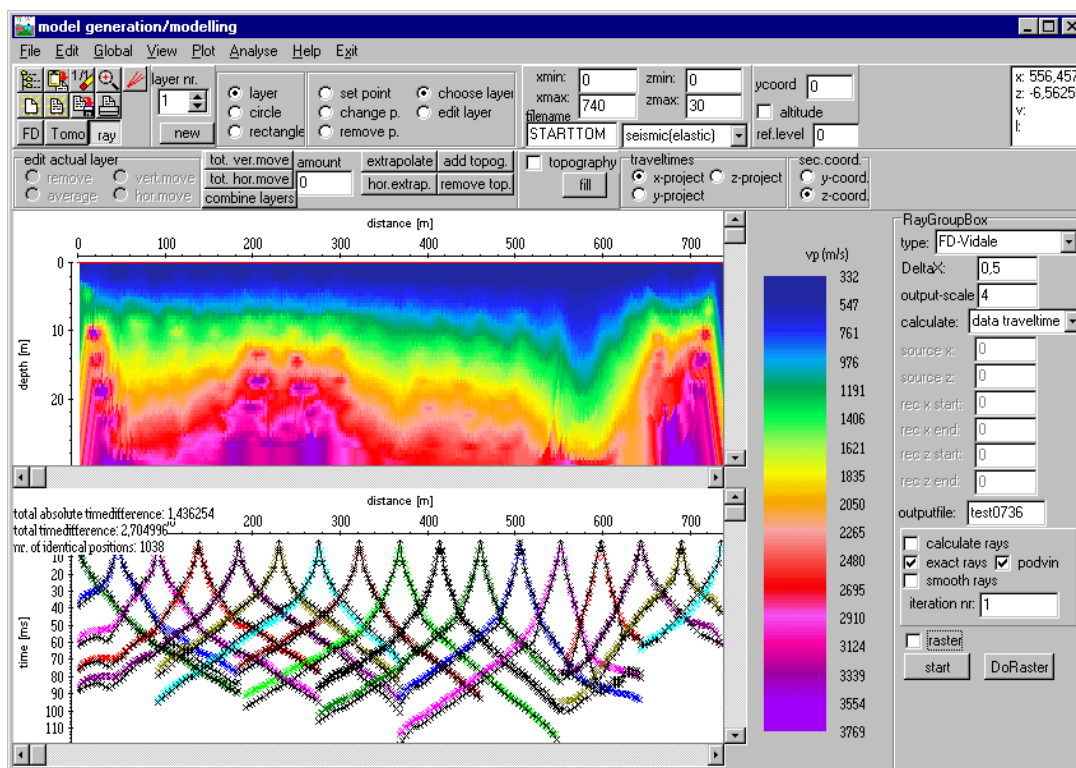 model generation/modelling
File Edit Global View Plot Analyse Help Exit
layer nr.
1
new
FD Tomo ray
layer
circle
rectangle
set point
change p.
remove p.
choose layer
edit layer
xmin: 0
xmax: 740
zmin: 0
zmax: 30
filename
STARTTOM
seismic(elastic)
ycoord 0
altitude
ref.level 0
x: 556,457
z: -6,5625
v:
l:
edit actual layer
remove
average
vert.move
hor.move
tot. ver.move
tot. hor.move
combine layers
amount
0
extrapolate
add topog.
hor.extrap.
remove top.
topography
fill
traveltimes
x-project
z-project
y-project
sec.coord.
y-coord.
z-coord.
distance [m]
0 100 200 300 400 500 600 700
depth [m]
0
10
20
vp (m/s)
332
547
761
976
1191
1406
1621
1835
2050
2265
2480
2695
2910
3124
3339
3554
3769
distance [m]
total absolute timedifference: 1,436254
total timedifference: 2,704996
nr. of identical positions: 1038
200 300 400 500 600 700
time [ms]
10
20
30
40
50
60
70
80
90
100
110
RayGroupBox
type: FD-Vidale
DeltaX: 0,5
output-scale 4
calculate: data traveltime
source x: 0
source z: 0
rec x start: 0
rec x end: 0
rec z start: 0
rec z end: 0
outputfile: test0736
calculate rays
exact rays podvin
smooth rays
iteration nr: 1
raster
start
DoRaster